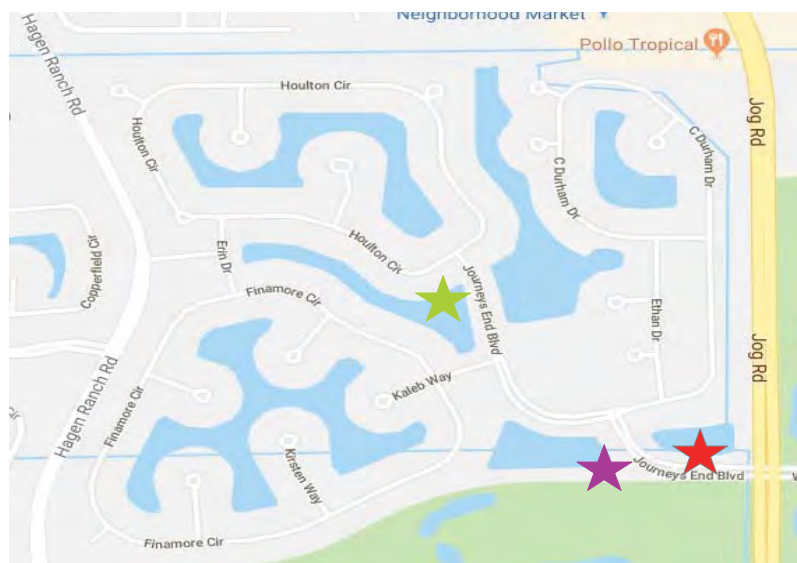 Neighborhood Market
Pollo Tropical
Hagen Ranch Rd
Houlton Cir
Jog Rd
Houlton Cir
C Durham Dr
C Durham Dr
Houlton Cir
Erin Dr
Copperfield Cir
Journeys End Blvd
Finamore Cir
Ethan Dr
Jog Rd
Kaleb Way
Hagen Ranch Rd
Finamore Cir
Cir
Kirsten Way
Journeys End Blvd
W
Finamore Cir